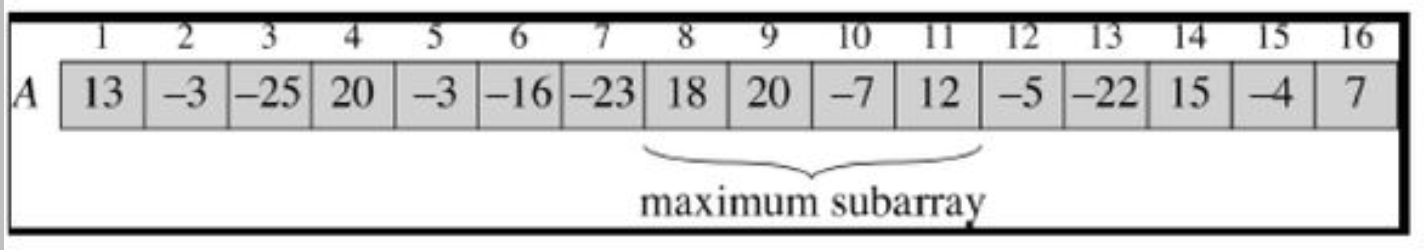 1 2 3 4 5 6 7 8 9 10 11 12 13 14 15 16
A 13 –3 –25 20 –3 –16 –23 18 20 –7 12 –5 –22 15 –4 7
maximum subarray